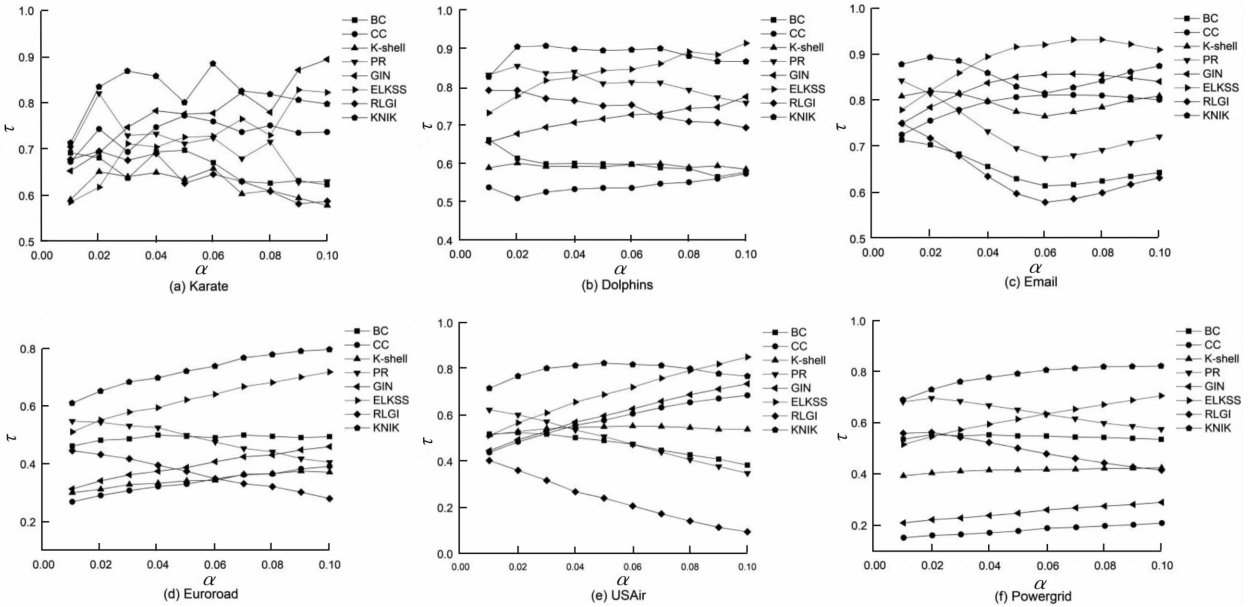 1.0
0.9
0.8
0.7
0.6
0.5
τ
0.00 0.02 0.04 0.06 0.08 0.10
α
(a) Karate
BC
CC
K-shell
PR
GIN
ELKSS
RLGI
KNIK
1.0
0.9
0.8
0.7
0.6
0.5
0.4
τ
0.00 0.02 0.04 0.06 0.08 0.10
α
(b) Dolphins
BC
CC
K-shell
PR
GIN
ELKSS
RLGI
KNIK
1.0
0.9
0.8
0.7
0.6
0.5
τ
0.00 0.02 0.04 0.06 0.08 0.10
α
(c) Email
BC
CC
K-shell
PR
GIN
ELKSS
RLGI
KNIK
0.8
0.6
0.4
0.2
τ
0.00 0.02 0.04 0.06 0.08 0.10
α
(d) Euroroad
BC
CC
K-shell
PR
GIN
ELKSS
RLGI
KNIK
1.0
0.8
0.6
0.4
0.2
0.0
τ
0.00 0.02 0.04 0.06 0.08 0.10
α
(e) USAir
BC
CC
K-shell
PR
GIN
ELKSS
RLGI
KNIK
1.0
0.8
0.6
0.4
0.2
τ
0.00 0.02 0.04 0.06 0.08 0.10
α
(f) Powergrid
BC
CC
K-shell
PR
GIN
ELKSS
RLGI
KNIK